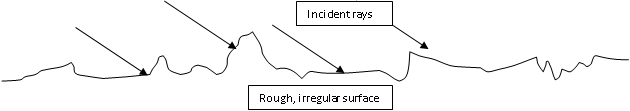 Incident rays
Rough, irregular surface